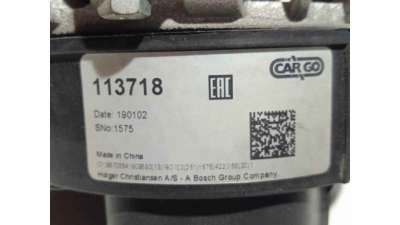 113718
EAC
CARGO
Date: 190102
SNo: 1575
Made in China
Holger Christiansen A/S - A Bosch Group Company